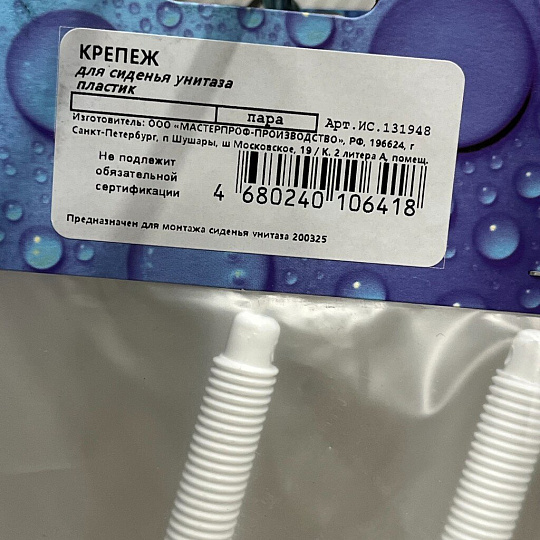 КРЕПЕЖ
для сиденья унитаза
пластик
пара
Арт.ИС.131948
Изготовитель: ООО «МАСТЕРПРОФ-ПРОИЗВОДСТВО», РФ, 196624, г
Санкт-Петербург, п Шушары, ш Московское, 19 / К. 2 литера А, помещ.
Не подлежит
обязательной
сертификации
4 680240 106418
Предназначен для монтажа сиденья унитаза 200325